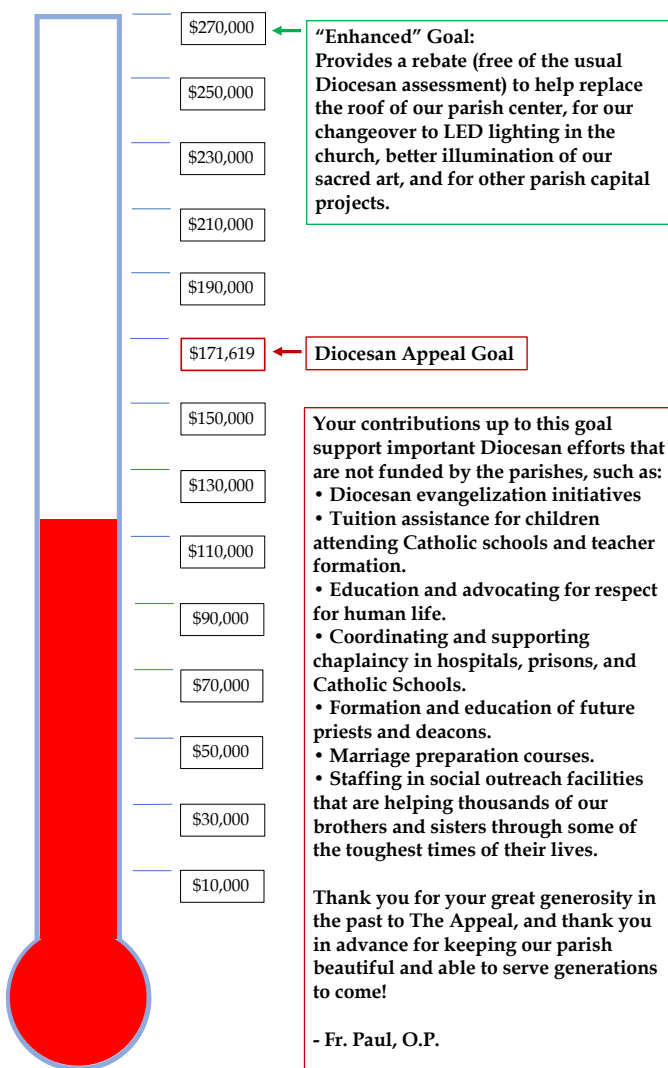 $270,000
“Enhanced” Goal:
Provides a rebate (free of the usual
Diocesan assessment) to help replace
the roof of our parish center, for our
changeover to LED lighting in the
church, better illumination of our
sacred art, and for other parish capital
projects.
$250,000
$230,000
$210,000
$190,000
$171,619
Diocesan Appeal Goal
$150,000
$130,000
$110,000
$90,000
$70,000
$50,000
$30,000
$10,000
Your contributions up to this goal
support important Diocesan efforts that
are not funded by the parishes, such as:
• Diocesan evangelization initiatives
• Tuition assistance for children
attending Catholic schools and teacher
formation.
• Education and advocating for respect
for human life.
• Coordinating and supporting
chaplaincy in hospitals, prisons, and
Catholic Schools.
• Formation and education of future
priests and deacons.
• Marriage preparation courses.
• Staffing in social outreach facilities
that are helping thousands of our
brothers and sisters through some of
the toughest times of their lives.
Thank you for your great generosity in
the past to The Appeal, and thank you
in advance for keeping our parish
beautiful and able to serve generations
to come!
- Fr. Paul, O.P.